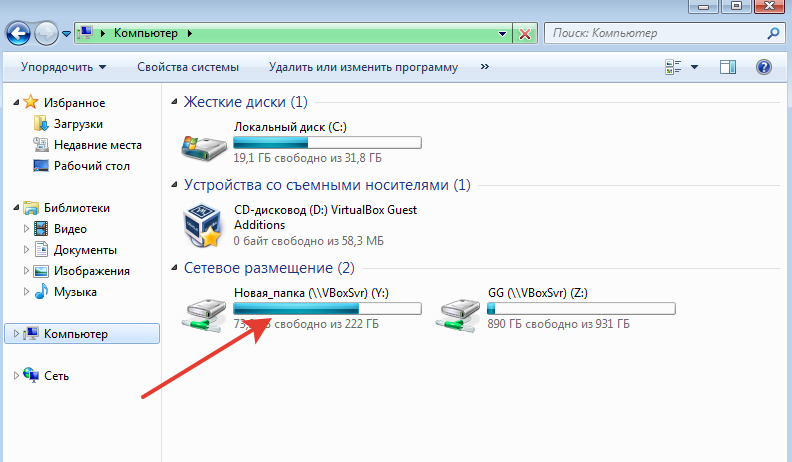 Компьютер
Поиск: Компьютер
Упорядочить
Свойства системы
Удалить или изменить программу
»
Избранное
Загрузки
Недавние места
Рабочий стол
Библиотеки
Видео
Документы
Изображения
Музыка
Компьютер
Сеть
Жесткие диски (1)
Локальный диск (C:)
19,1 ГБ свободно из 31,8 ГБ
Устройства со съемными носителями (1)
CD-дисковод (D:) VirtualBox Guest
Additions
0 байт свободно из 58,3 МБ
Сетевое размещение (2)
Новая_папка (\\VBoxSvr) (Y:)
свободно из 222 ГБ
GG (\\VBoxSvr) (Z:)
890 ГБ свободно из 931 ГБ